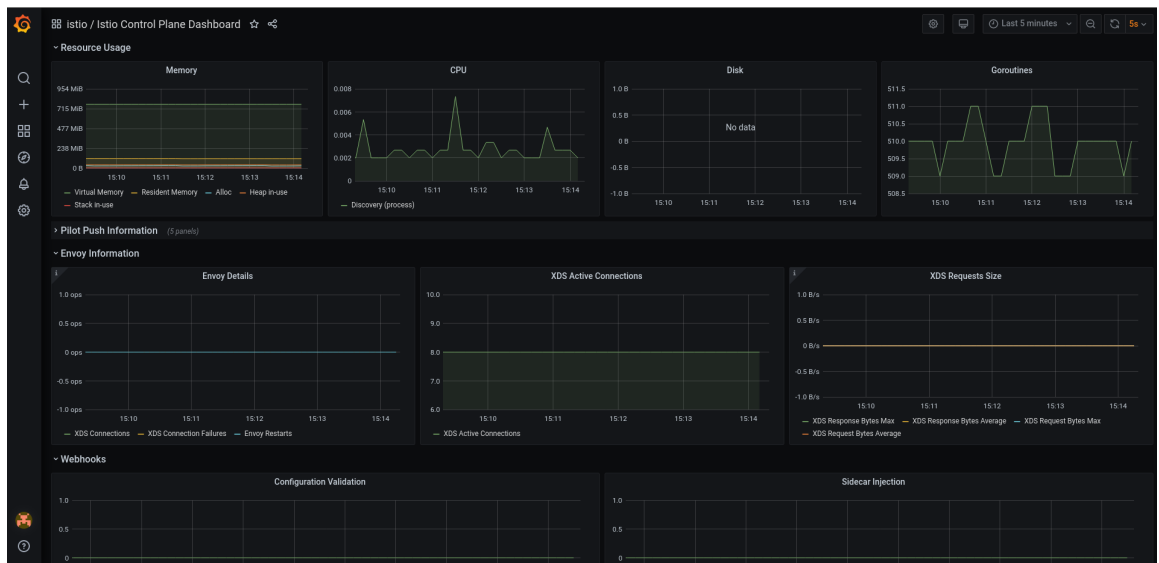 istio / Istio Control Plane Dashboard
Last 5 minutes
5s
Resource Usage
Memory
954 MiB
715 MiB
477 MiB
238 MiB
0 B
15:10 15:11 15:12 15:13 15:14
Virtual Memory Resident Memory Alloc Heap in-use
Stack in-use
CPU
0.008
0.006
0.004
0.002
0
15:10 15:11 15:12 15:13 15:14
Discovery (process)
Disk
1.0 B
0.5 B
0 B
-0.5 B
-1.0 B
No data
15:10 15:11 15:12 15:13 15:14
Goroutines
511.5
511.0
510.5
510.0
509.5
509.0
508.5
15:10 15:11 15:12 15:13 15:14
Pilot Push Information (5 panels)
Envoy Information
i
Envoy Details
1.0 ops
0.5 ops
0 ops
-0.5 ops
-1.0 ops
15:10 15:11 15:12 15:13 15:14
XDS Connections XDS Connection Failures Envoy Restarts
XDS Active Connections
10.0
9.0
8.0
7.0
6.0
15:10 15:11 15:12 15:13 15:14
XDS Active Connections
i
XDS Requests Size
1.0 B/s
0.5 B/s
0 B/s
-0.5 B/s
-1.0 B/s
15:10 15:11 15:12 15:13 15:14
XDS Response Bytes Max XDS Response Bytes Average XDS Request Bytes Max
XDS Request Bytes Average
Webhooks
Configuration Validation
1.0
0.5
0
Sidecar Injection
1.0
0.5
0